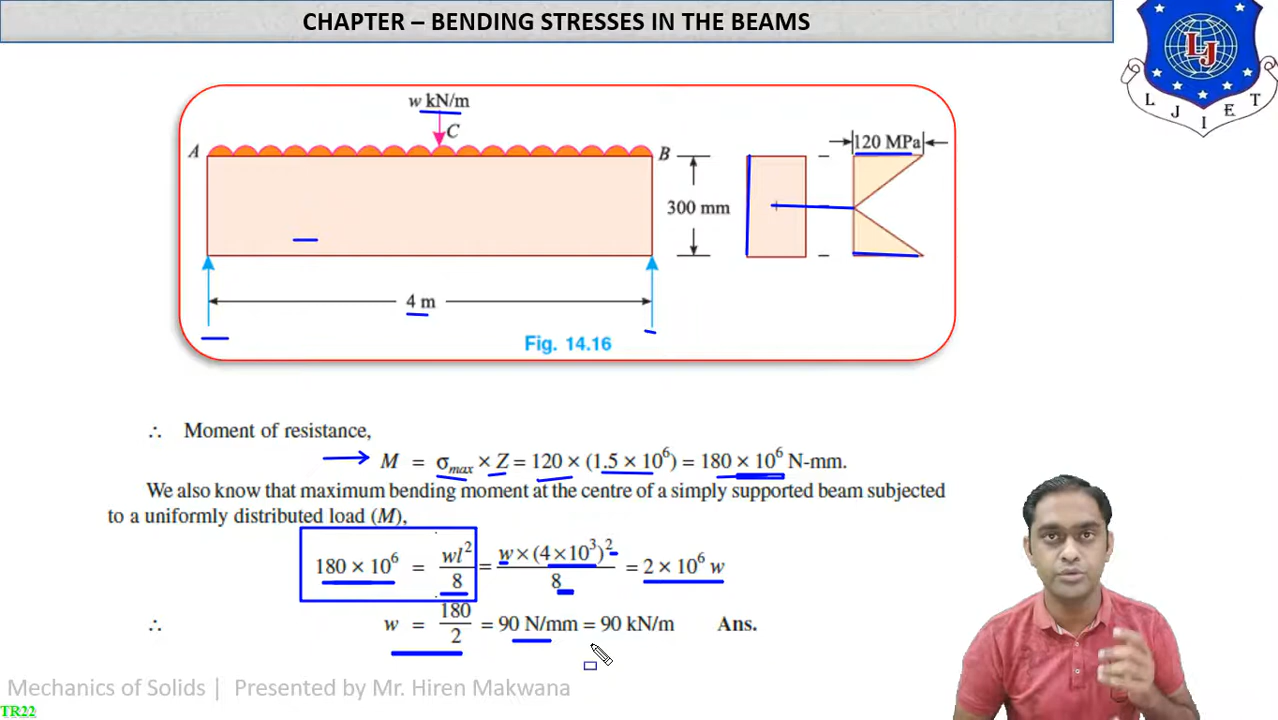 CHAPTER – BENDING STRESSES IN THE BEAMS
LJ
L J I E T
w kN/m
C
A
B
120 MPa
300 mm
4 m
Fig. 14.16
∴ Moment of resistance,
M = σmax × Z = 120 × (1.5 × 10⁶) = 180 × 10⁶ N-mm.
We also know that maximum bending moment at the centre of a simply supported beam subjected
to a uniformly distributed load (M),
180 × 10⁶ = wl²/8 = w × (4 × 10³)²/8 = 2 × 10⁶ w
∴ w = 180/2 = 90 N/mm = 90 kN/m Ans.
Mechanics of Solids | Presented by Mr. Hiren Makwana
TR22